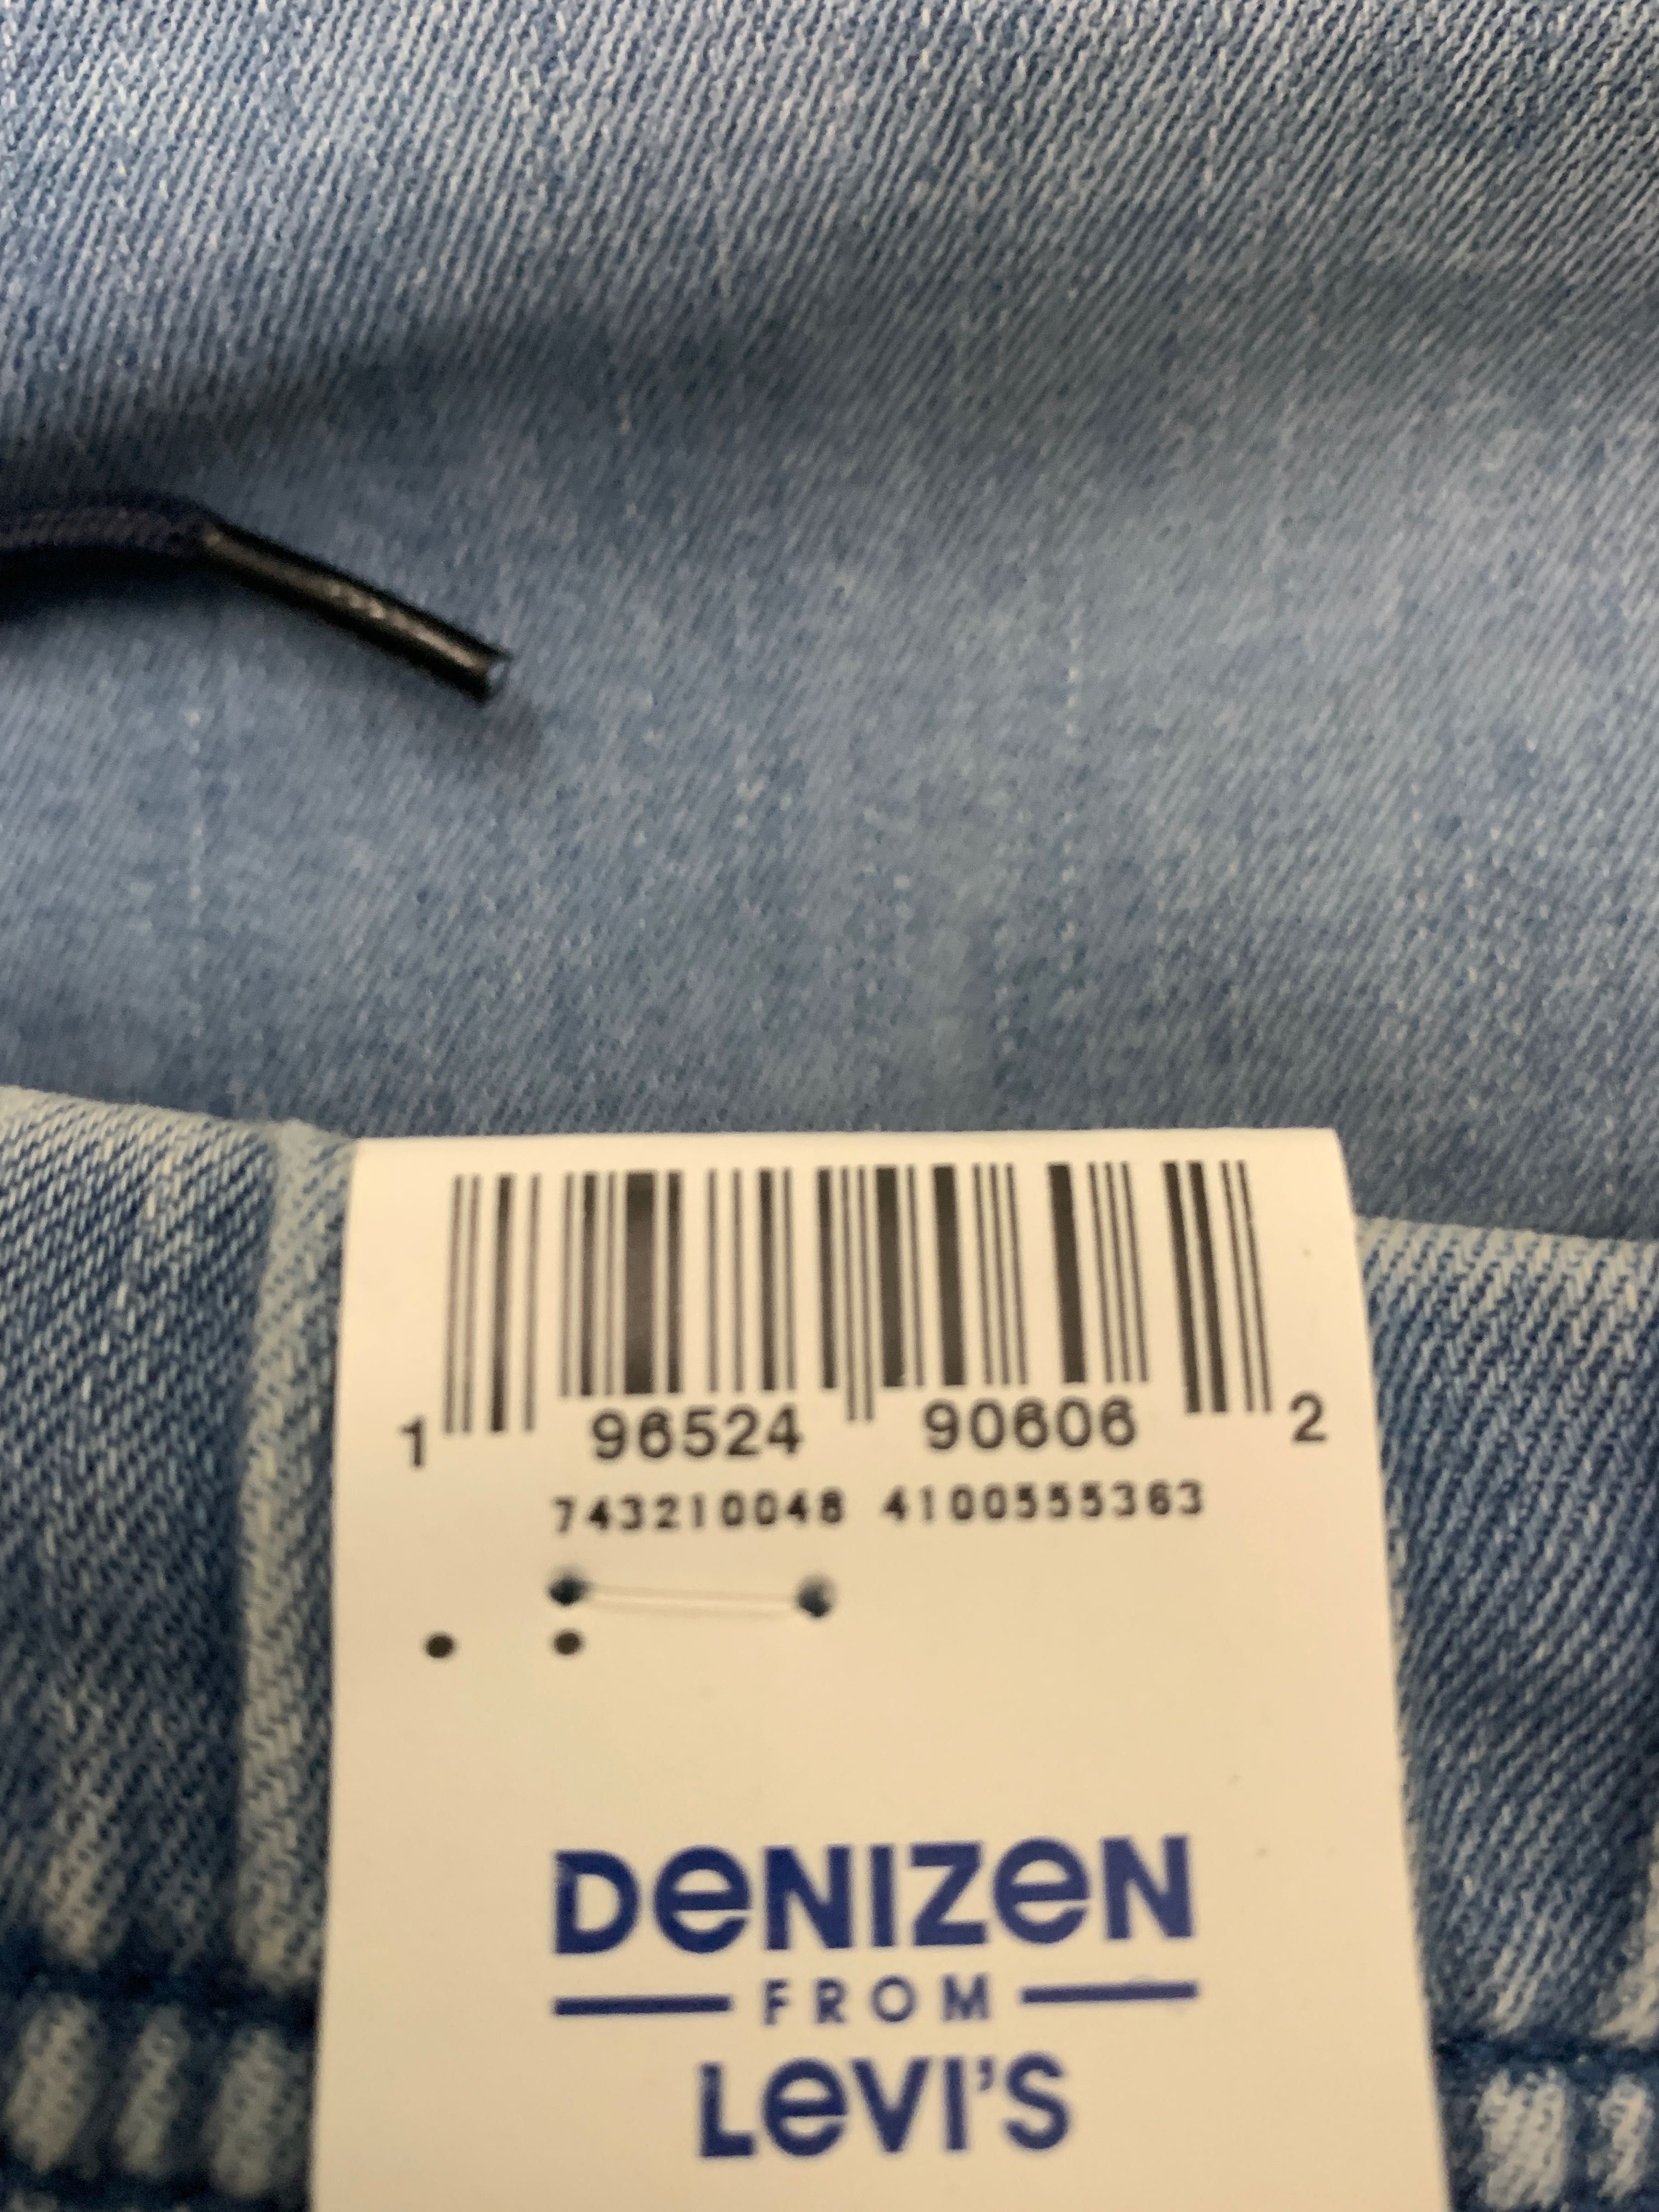 1 96524 90606 2
743210048 4100555363
DeNIZeN
FROM
LeVI'S